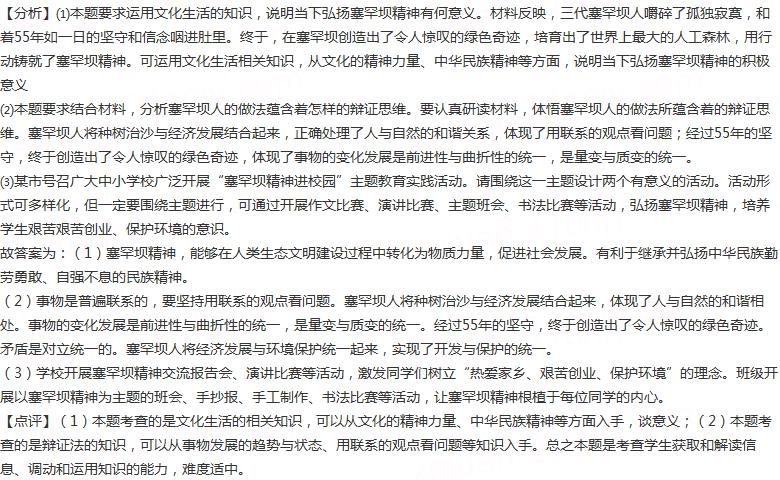 【分析】⑴本题要求运用文化生活的知识，说明当下弘扬塞罕坝精神有何意义。材料反映，三代塞罕坝人嚼碎了孤独寂寞，和
着55年如一日的坚守和信念咽进肚里。终于，在塞罕坝创造出了令人惊叹的绿色奇迹，培育出了世界上最大的人工森林，用行
动铸就了塞罕坝精神。可运用文化生活相关知识，从文化的精神力量、中华民族精神等方面，说明当下弘扬塞罕坝精神的积极
意义
⑵本题要求结合材料，分析塞罕坝人的做法蕴含着怎样的辩证思维。要认真研读材料，体悟塞罕坝人的做法所蕴含着的辩证思
维。塞罕坝人将种树治沙与经济发展结合起来，正确处理了人与自然的和谐关系，体现了用联系的观点看问题；经过55年的坚
守，终于创造出了令人惊叹的绿色奇迹，体现了事物的变化发展是前进性与曲折性的统一，是量变与质变的统一。
⑶某市号召广大中小学校广泛开展“塞罕坝精神进校园”主题教育实践活动。请围绕这一主题设计两个有意义的活动。活动形
式可多样化，但一定要围绕主题进行，可通过开展作文比赛、演讲比赛、主题班会、书法比赛等活动，弘扬塞罕坝精神，培养
学生艰苦艰苦创业、保护环境的意识。
故答案为：（1）塞罕坝精神，能够在人类生态文明建设过程中转化为物质力量，促进社会发展。有利于继承并弘扬中华民族勤
劳勇敢、自强不息的民族精神。
（2）事物是普遍联系的，要坚持用联系的观点看问题。塞罕坝人将种树治沙与经济发展结合起来，体现了人与自然的和谐相
处。事物的变化发展是前进性与曲折性的统一，是量变与质变的统一。经过55年的坚守，终于创造出了令人惊叹的绿色奇迹。
矛盾是对立统一的。塞罕坝人将经济发展与环境保护统一起来，实现了开发与保护的统一。
（3）学校开展塞罕坝精神交流报告会、演讲比赛等活动，激发同学们树立“热爱家乡、艰苦创业、保护环境”的理念。班级开
展以塞罕坝精神为主题的班会、手抄报、手工制作、书法比赛等活动，让塞罕坝精神根植于每位同学的内心。
【点评】（1）本题考查的是文化生活的相关知识，可以从文化的精神力量、中华民族精神等方面入手，谈意义；（2）本题考查
的是辩证法的知识，可以从事物发展的趋势与状态、用联系的观点看问题等知识入手。总之本题是考查学生获取和解读信
息、调动和运用知识的能力，难度适中。